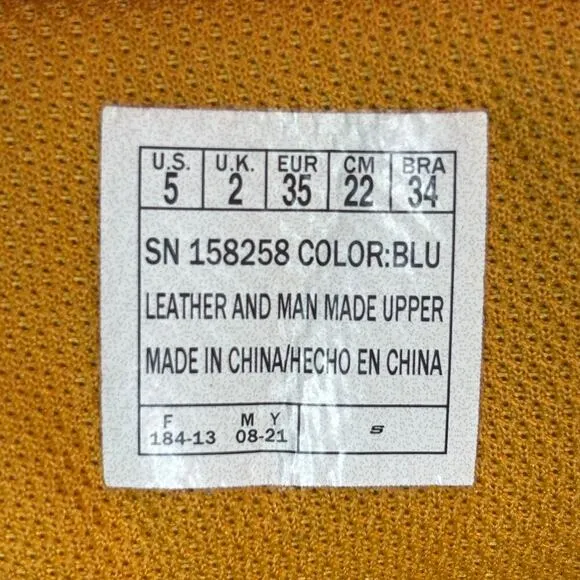 U.S. U.K. EUR CM BRA
5 2 35 22 34
SN 158258 COLOR:BLU
LEATHER AND MAN MADE UPPER
MADE IN CHINA/HECHO EN CHINA
F M Y
184-13 08-21 S